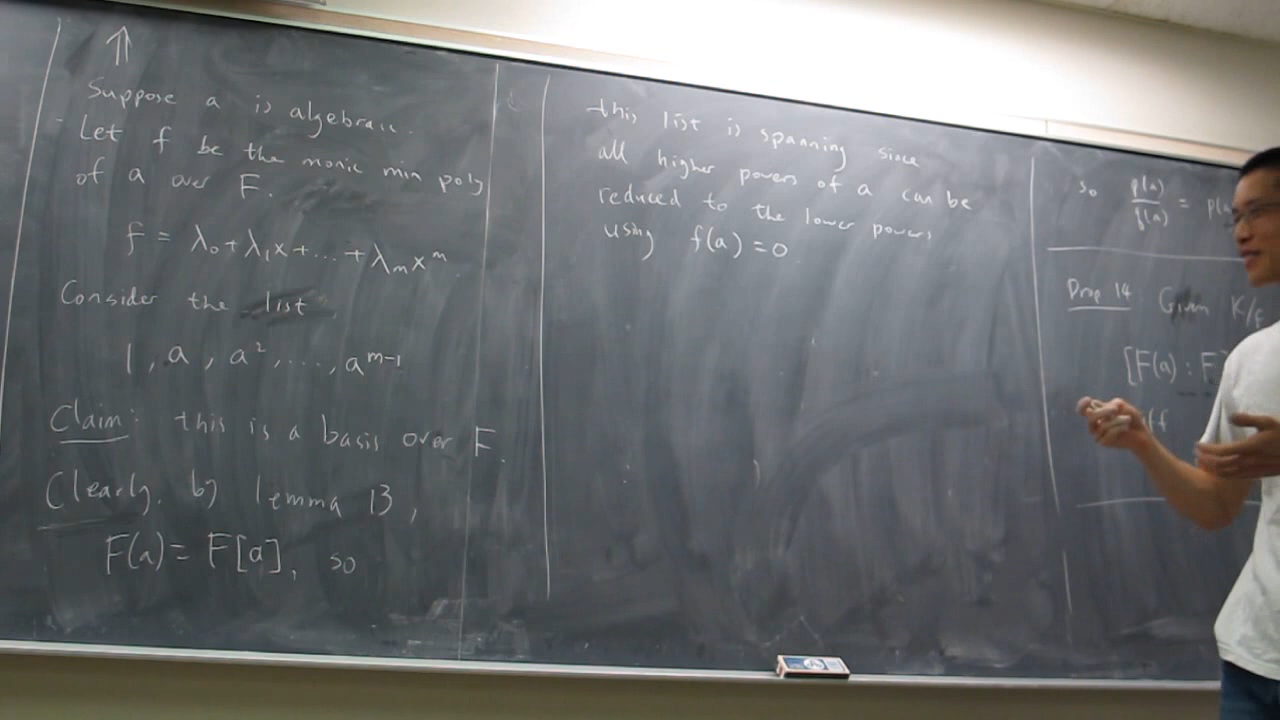 ⇑
Suppose a is algebraic.
Let f be the monic min poly
of a over F.
f = λ₀+λ₁x+...+λₘxᵐ
Consider the list
1, a, a², ..., aᵐ⁻¹
Claim: this is a basis over F.
Clearly, by lemma 13,
F(a) = F[a], so
this list is spanning since
all higher powers of a can be
reduced to the lower powers
using f(a) = 0
so p(a)/f(a) = p(a
Prop 14 Given K/F
[F(a) : F]
iff